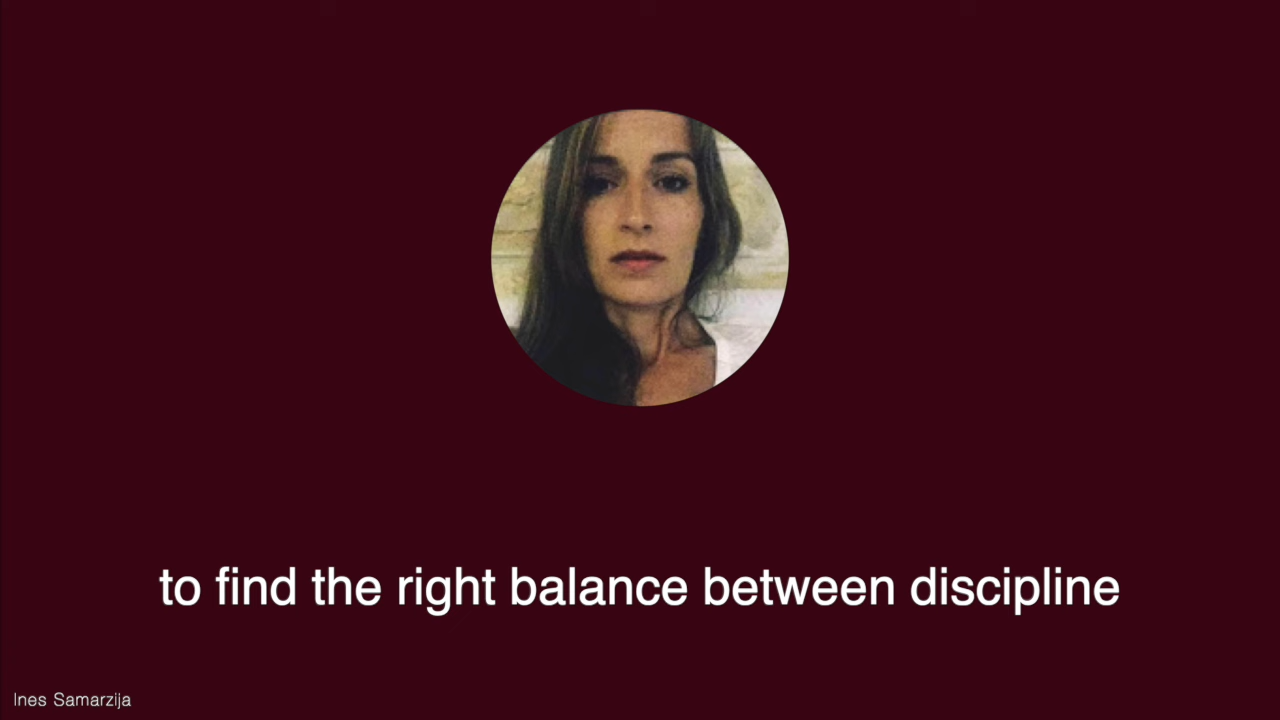 to find the right balance between discipline
Ines Samarzija